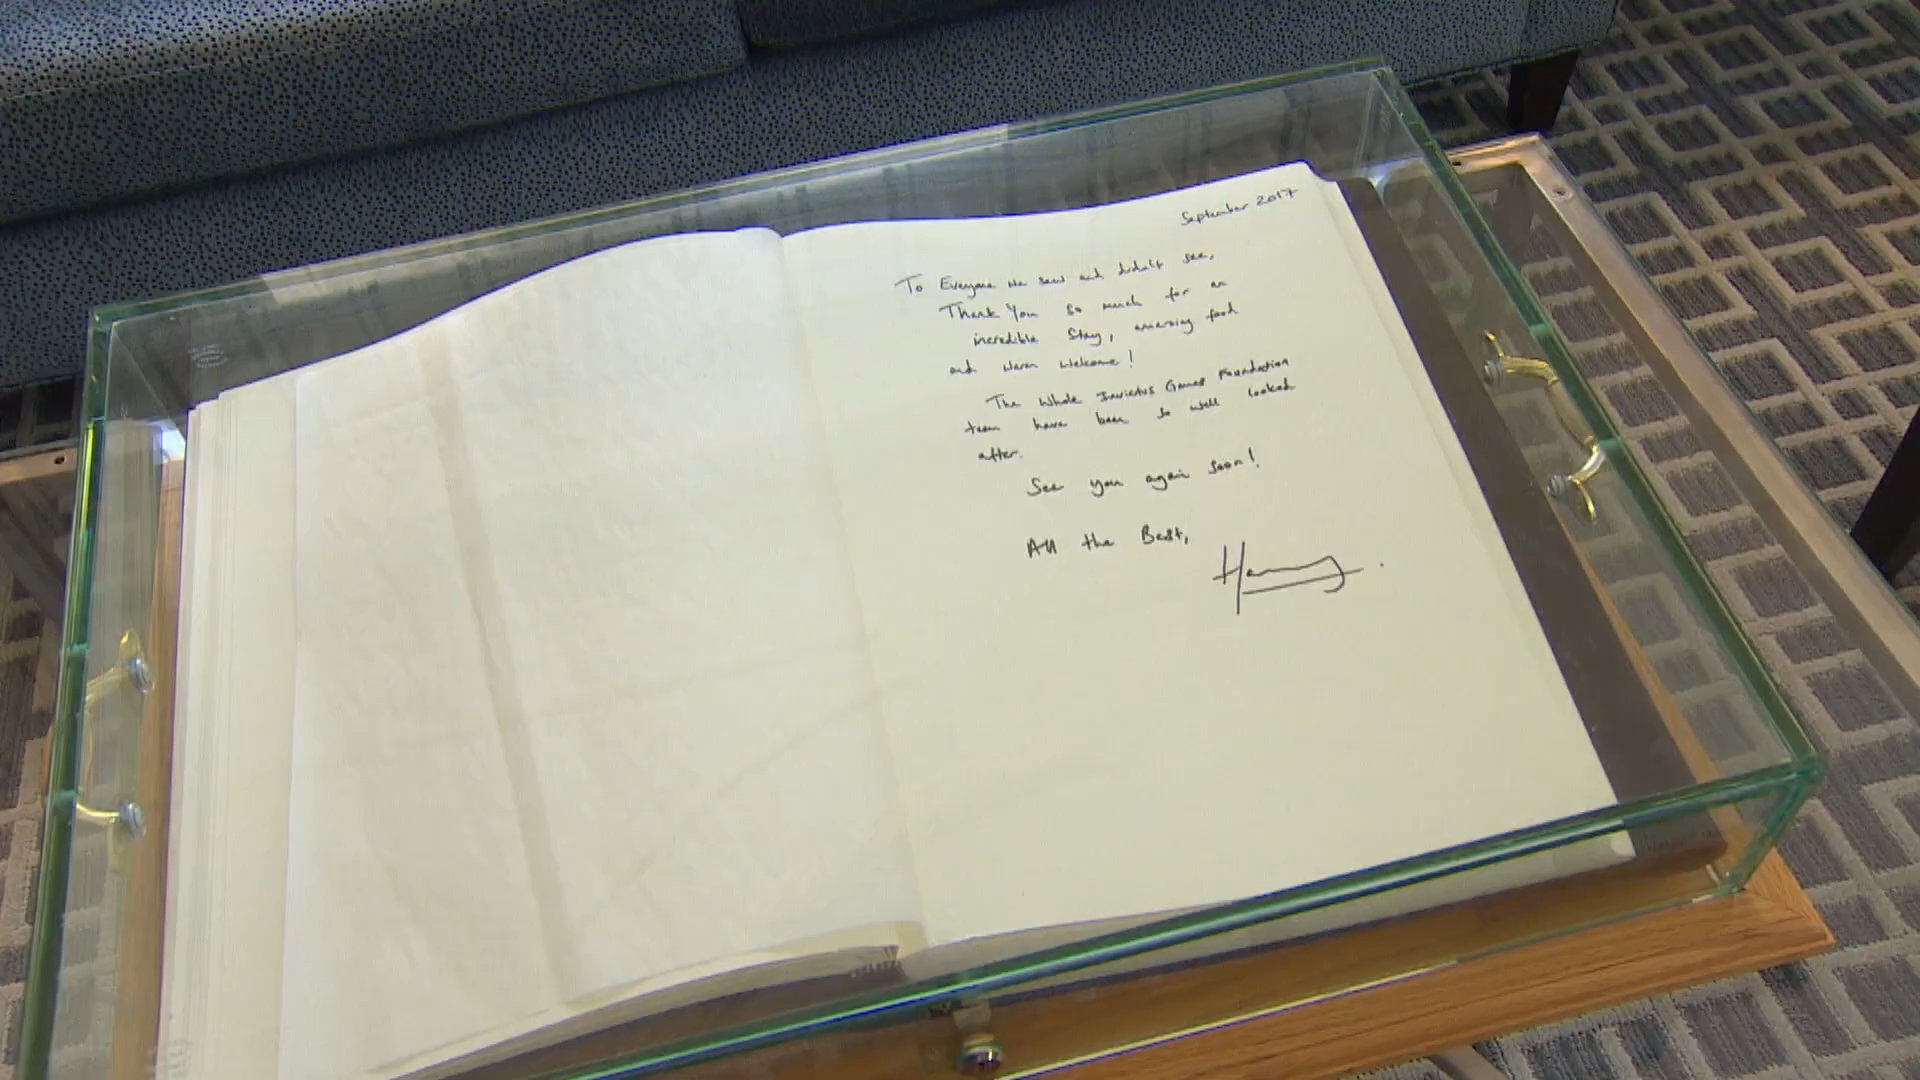 September 2017
To Everyone we saw and didn't see,
Thank You so much for an
incredible Stay, amazing food
and warm welcome!
The Whole Invictus Games Foundation
team have been so well looked
after.
See you again soon!
All the Best,
Harry.